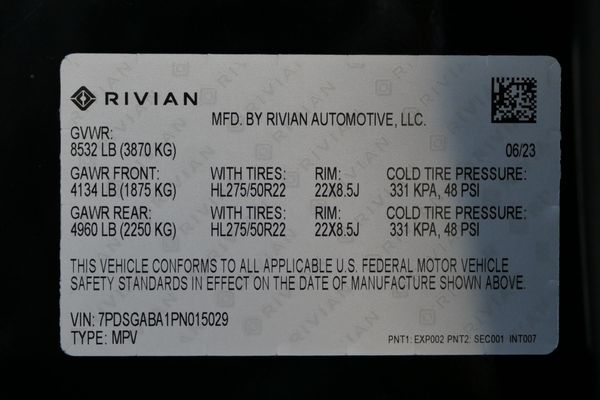 RIVIAN
MFD. BY RIVIAN AUTOMOTIVE, LLC.
GVWR:
8532 LB (3870 KG) 06/23
GAWR FRONT: WITH TIRES: RIM: COLD TIRE PRESSURE:
4134 LB (1875 KG) HL275/50R22 22X8.5J 331 KPA, 48 PSI
GAWR REAR: WITH TIRES: RIM: COLD TIRE PRESSURE:
4960 LB (2250 KG) HL275/50R22 22X8.5J 331 KPA, 48 PSI
THIS VEHICLE CONFORMS TO ALL APPLICABLE U.S. FEDERAL MOTOR VEHICLE
SAFETY STANDARDS IN EFFECT ON THE DATE OF MANUFACTURE SHOWN ABOVE.
VIN: 7PDSGABA1PN015029
TYPE: MPV PNT1: EXP002 PNT2: SEC001 INT007